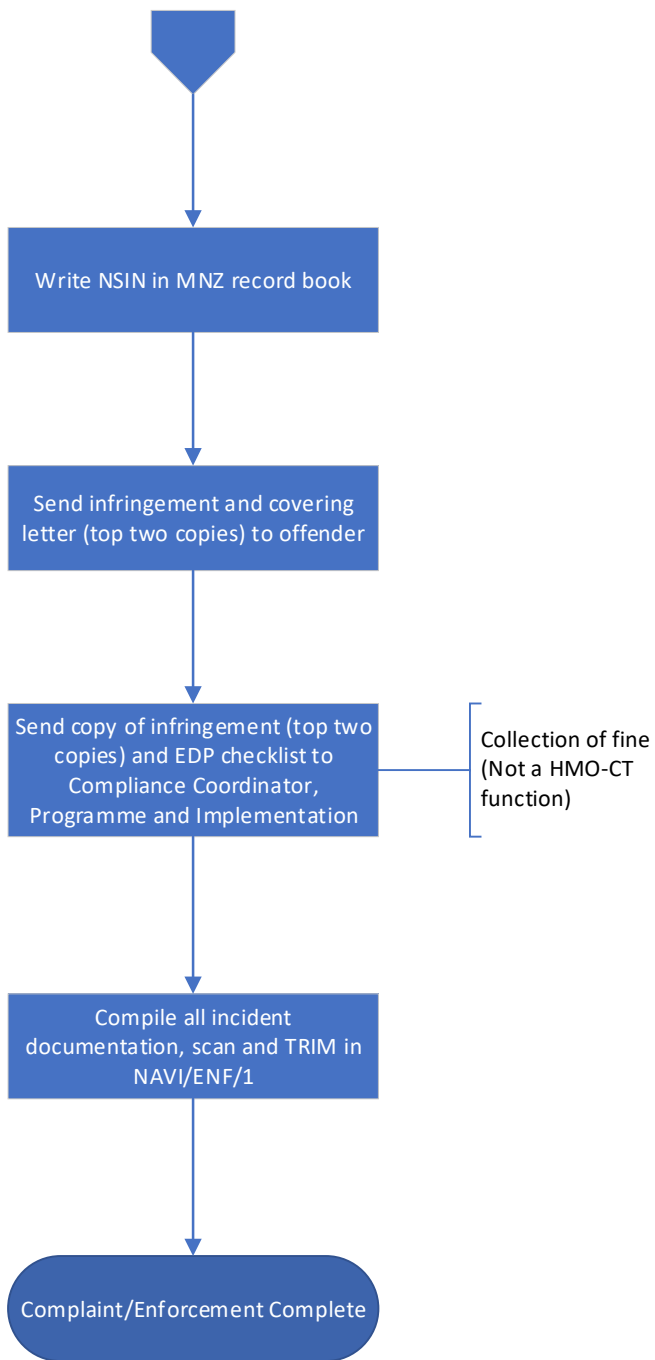 Write NSIN in MNZ record book
Send infringement and covering
letter (top two copies) to offender
Send copy of infringement (top two
copies) and EDP checklist to
Compliance Coordinator,
Programme and Implementation
Collection of fine
(Not a HMO-CT
function)
Compile all incident
documentation, scan and TRIM in
NAVI/ENF/1
Complaint/Enforcement Complete